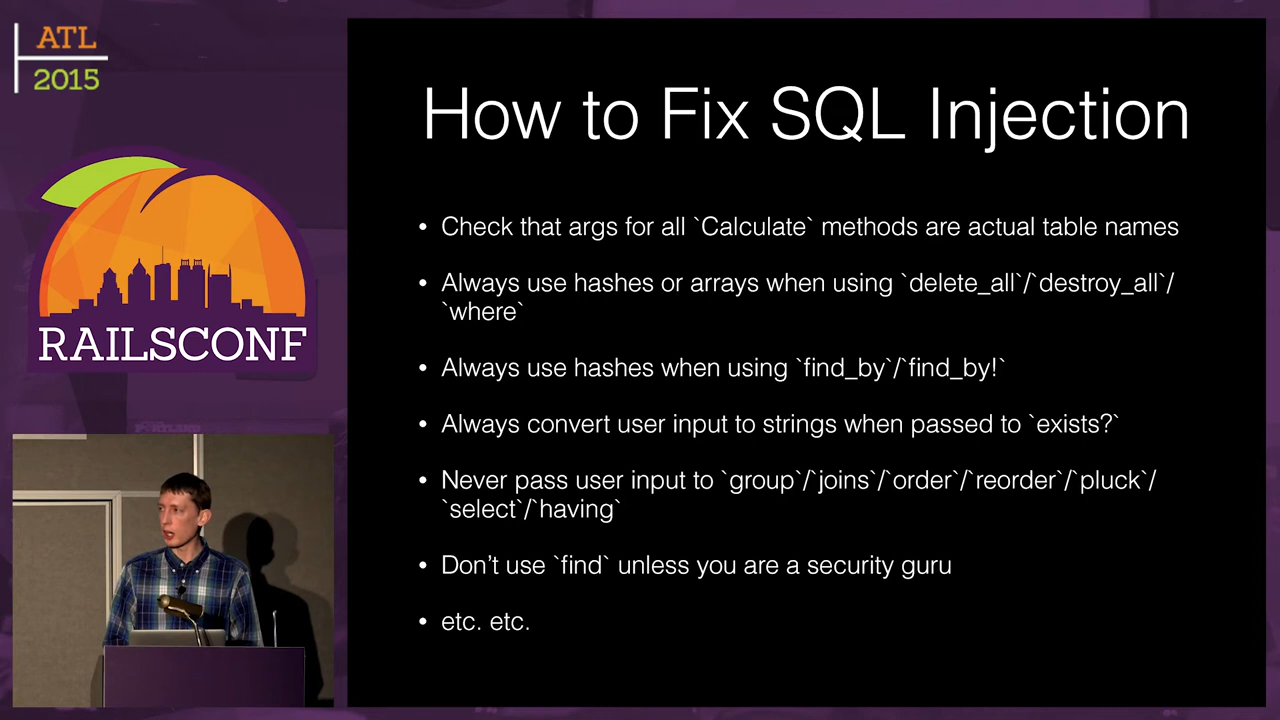 ATL
2015
RAILSCONF
How to Fix SQL Injection
• Check that args for all `Calculate` methods are actual table names
• Always use hashes or arrays when using `delete_all`/`destroy_all`/
`where`
• Always use hashes when using `find_by`/`find_by!`
• Always convert user input to strings when passed to `exists?`
• Never pass user input to `group`/`joins`/`order`/`reorder`/`pluck`/
`select`/`having`
• Don’t use `find` unless you are a security guru
• etc. etc.